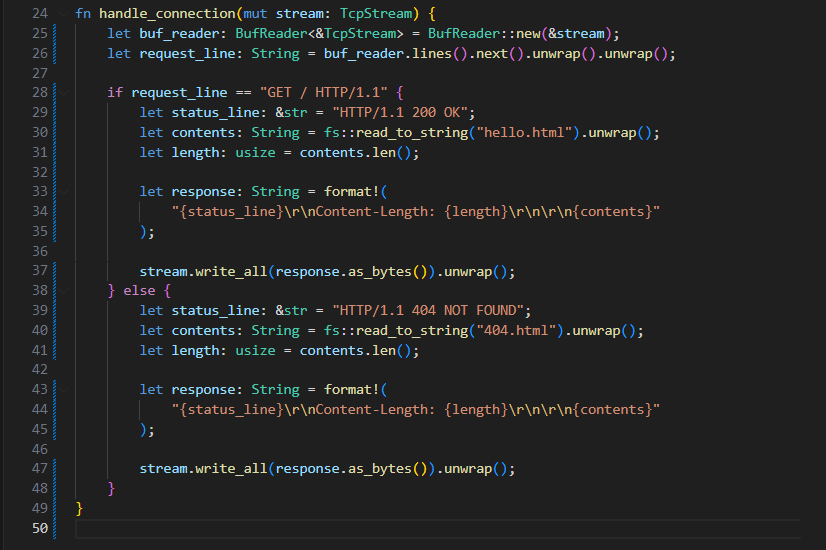 24 fn handle_connection(mut stream: TcpStream) {
25     let buf_reader: BufReader<&TcpStream> = BufReader::new(&stream);
26     let request_line: String = buf_reader.lines().next().unwrap().unwrap();
27
28     if request_line == "GET / HTTP/1.1" {
29         let status_line: &str = "HTTP/1.1 200 OK";
30         let contents: String = fs::read_to_string("hello.html").unwrap();
31         let length: usize = contents.len();
32
33         let response: String = format!(
34             "{status_line}\r\nContent-Length: {length}\r\n\r\n{contents}"
35         );
36
37         stream.write_all(response.as_bytes()).unwrap();
38     } else {
39         let status_line: &str = "HTTP/1.1 404 NOT FOUND";
40         let contents: String = fs::read_to_string("404.html").unwrap();
41         let length: usize = contents.len();
42
43         let response: String = format!(
44             "{status_line}\r\nContent-Length: {length}\r\n\r\n{contents}"
45         );
46
47         stream.write_all(response.as_bytes()).unwrap();
48     }
49 }
50